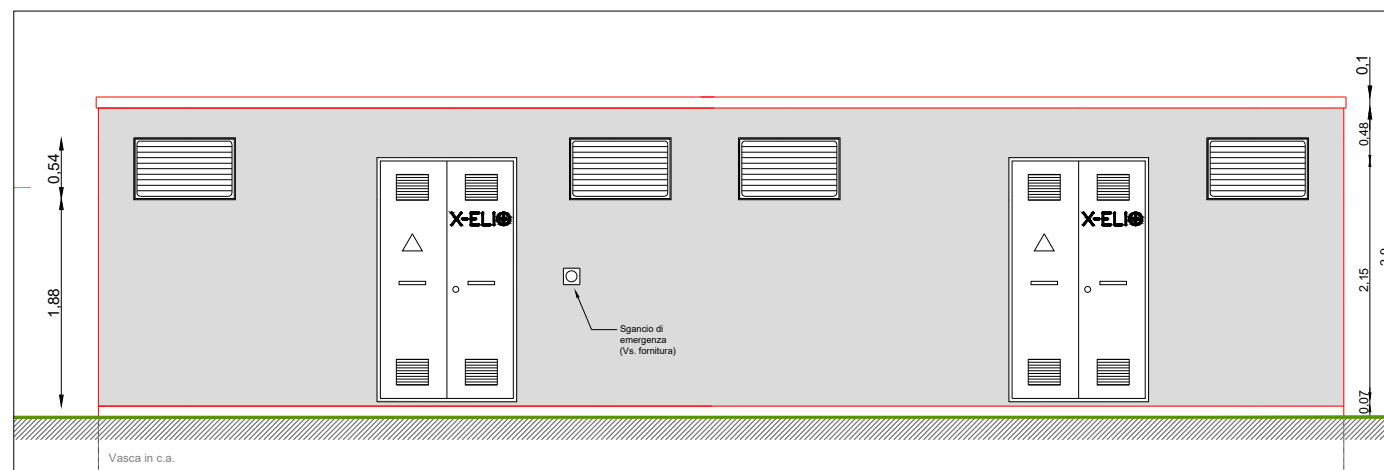 0,1
0,48
0,54
X-ELIO
X-ELIO
1,88
2,15
Sgancio di
emergenza
(Vs. fornitura)
0,07
Vasca in c.a.